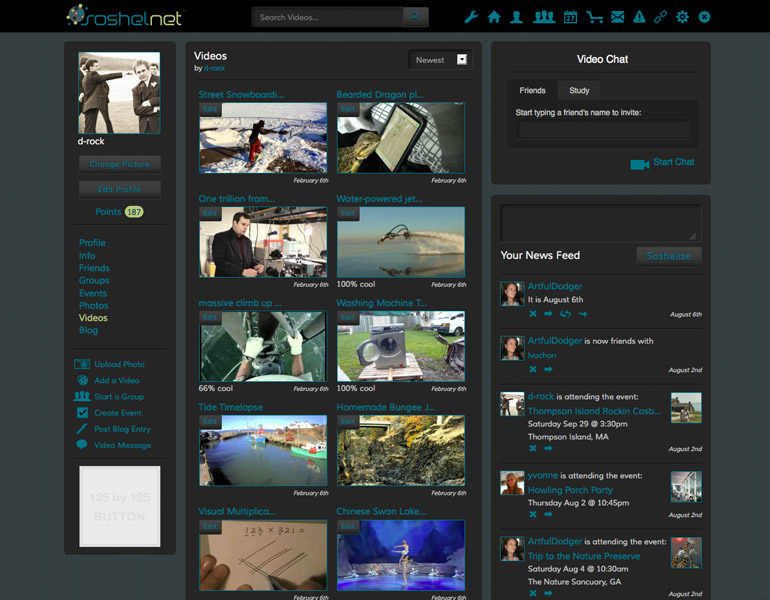 soshelnet
Search Videos...
27
d-rock
Change Picture
Edit Profile
Points 187
Profile
Info
Friends
Groups
Events
Photos
Videos
Blog
Upload Photo
Add a Video
Start a Group
Create Event
Post Blog Entry
Video Message
125 by 125
BUTTON
Videos
by d-rock
Newest
Street Snowboardi...
Edit
February 6th
Bearded Dragon pl...
Edit
February 6th
One trillion fram...
Edit
February 6th
Water-powered jet...
Edit
100% cool
February 6th
massive climb up ...
Edit
66% cool
February 6th
Washing Machine T...
Edit
100% cool
February 6th
Tide Timelapse
Edit
February 6th
Homemade Bungee J...
Edit
February 6th
Visual Multiplica...
Edit
123 × 321 =
February 6th
Chinese Swan Lake...
Edit
February 6th
Video Chat
Friends
Study
Start typing a friend's name to invite:
Start Chat
Your News Feed
Soshelize
ArtfulDodger
It is August 6th
August 6th
ArtfulDodger is now friends with
lvachon
August 2nd
d-rock is attending the event:
Thompson Island Rockin Casb...
Saturday Sep 29 @ 3:30pm
Thompson Island, MA
August 2nd
yvonne is attending the event:
Howling Porch Party
Thursday Aug 2 @ 10:45pm
August 2nd
ArtfulDodger is attending the event:
Trip to the Nature Preserve
Saturday Aug 4 @ 10:30am
The Nature Sancuary, GA
August 2nd